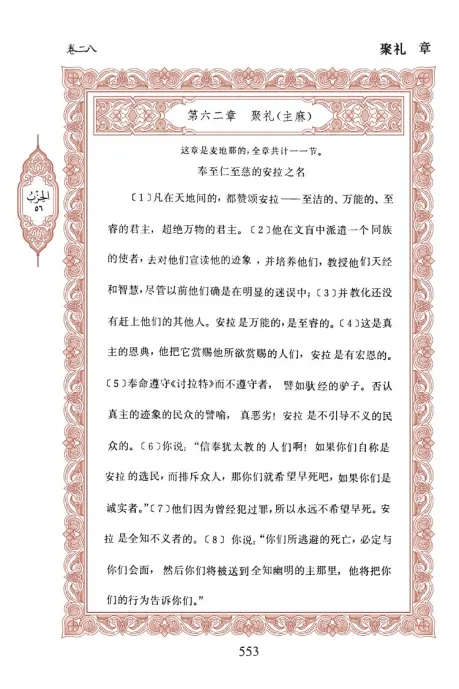 卷二八
聚礼 章
第六二章 聚礼（主麻）
这章是麦地那的，全章共计一一节。
奉至仁至慈的安拉之名
〔1〕凡在天地间的，都赞颂安拉——至洁的、万能的、至
睿的君主，超绝万物的君主。〔2〕他在文盲中派遣一个同族
的使者，去对他们宣读他的迹象，并培养他们，教授他们天经
和智慧，尽管以前他们确是在明显的迷误中；〔3〕并教化还没
有赶上他们的其他人。安拉是万能的，是至睿的。〔4〕这是真
主的恩典，他把它赏赐他所欲赏赐的人们，安拉是有宏恩的。
〔5〕奉命遵守《讨拉特》而不遵守者，譬如驮经的驴子。否认
真主的迹象的民众的譬喻，真恶劣！安拉是不引导不义的民
众的。〔6〕你说：“信奉犹太教的人们啊！如果你们自称是
安拉的选民，而排斥众人，那你们就希望早死吧，如果你们是
诚实者。”〔7〕他们因为曾经犯过罪，所以永远不希望早死。安
拉是全知不义者的。〔8〕你说：“你们所逃避的死亡，必定与
你们会面，然后你们将被送到全知幽明的主那里，他将把你
们的行为告诉你们。”
الحزب
٥٦
553